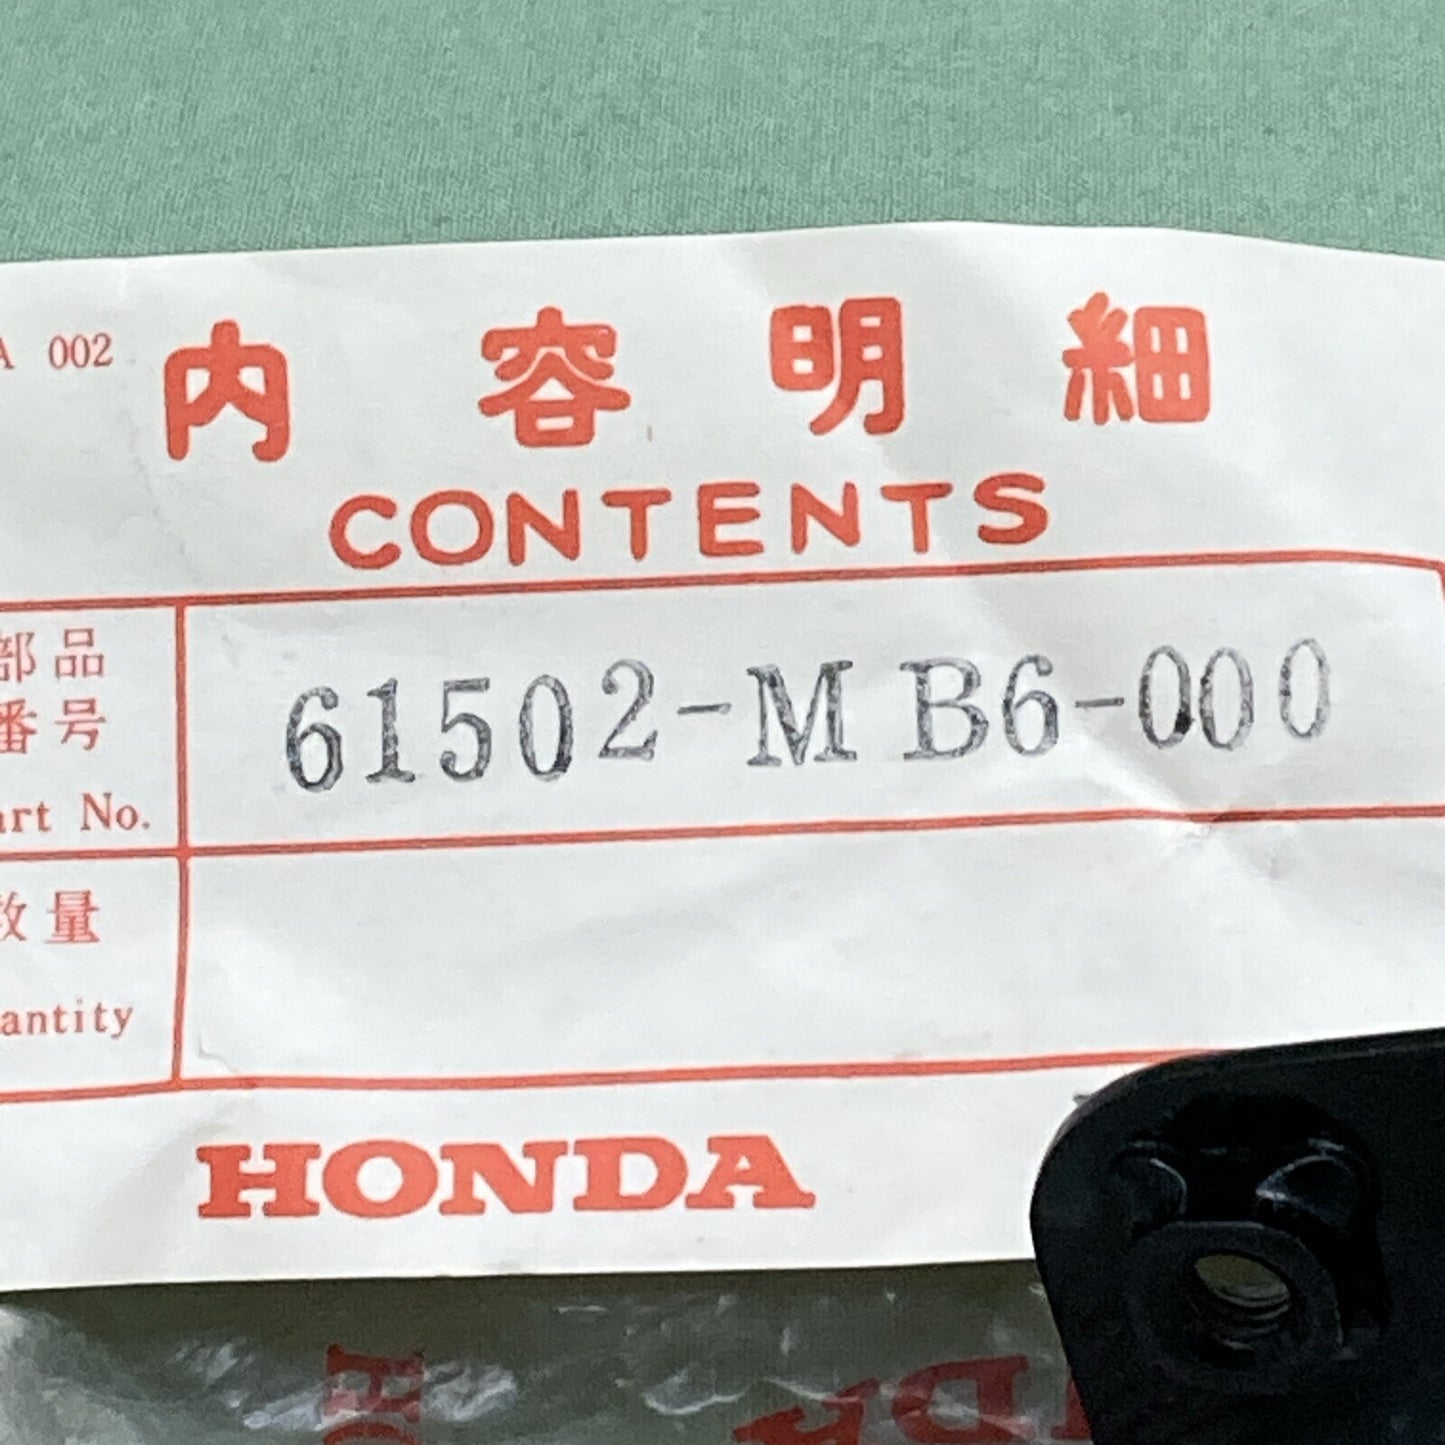 A 002
内容明細
CONTENTS
部品
番号
art No.
61502-MB6-000
数量
antity
HONDA